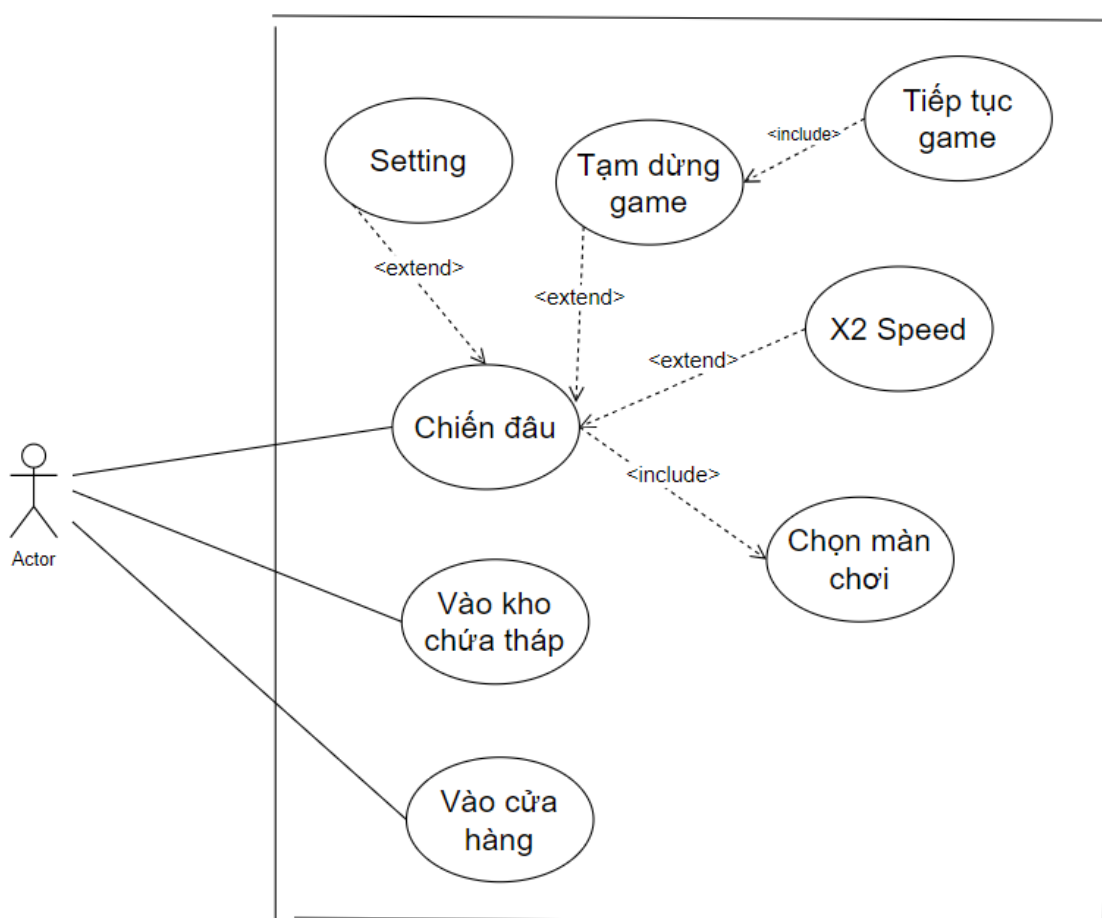 Tiếp tục
game
<include>
Setting
Tạm dừng
game
<extend>
<extend>
X2 Speed
<extend>
Chiến đâu
<include>
Chọn màn
chơi
Actor
Vào kho
chứa tháp
Vào cửa
hàng